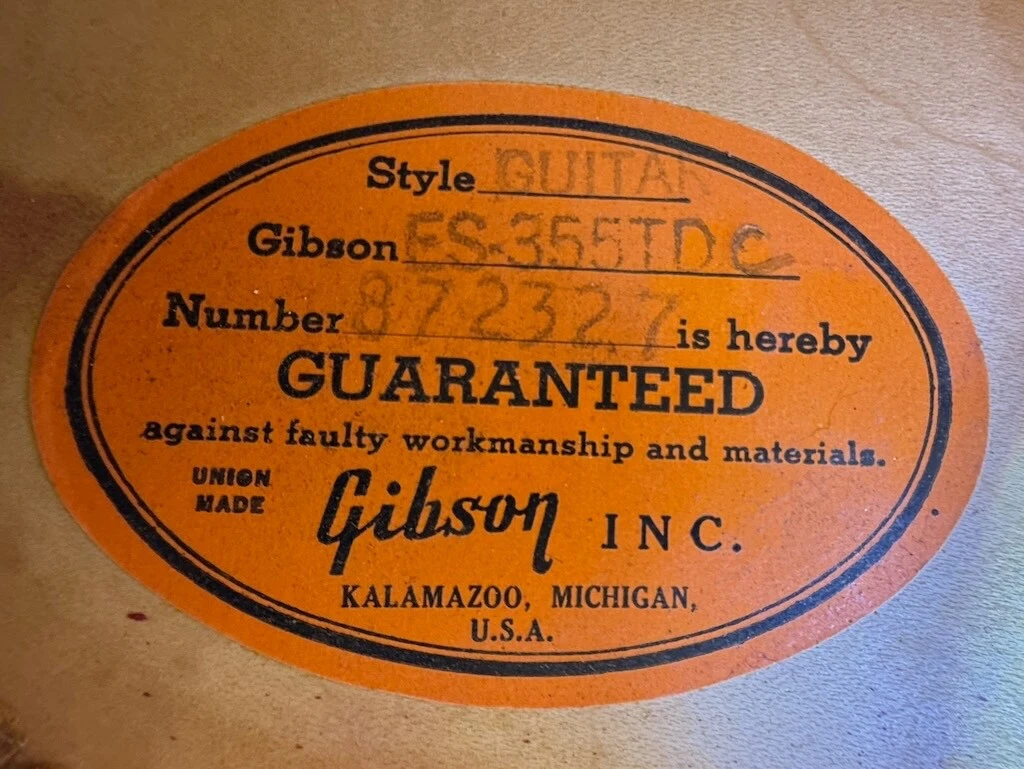 Style GUITAR
Gibson ES-355TDC
Number 872327 is hereby
GUARANTEED
against faulty workmanship and materials.
UNION
MADE
Gibson INC.
KALAMAZOO, MICHIGAN,
U.S.A.